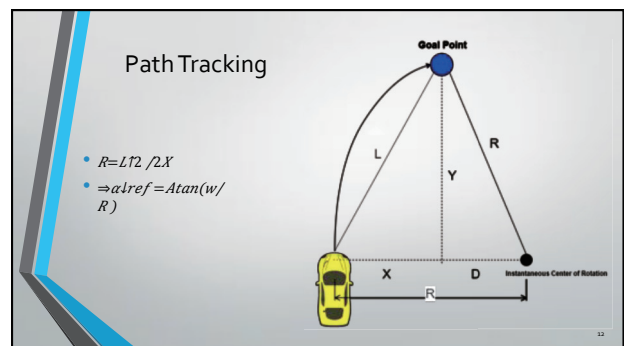 Path Tracking
• R=L↑2 /2X
• ⇒α↓ref =Atan(w/
R )
Goal Point
L
R
Y
X
D
Instantaneous Center of Rotation
R
12